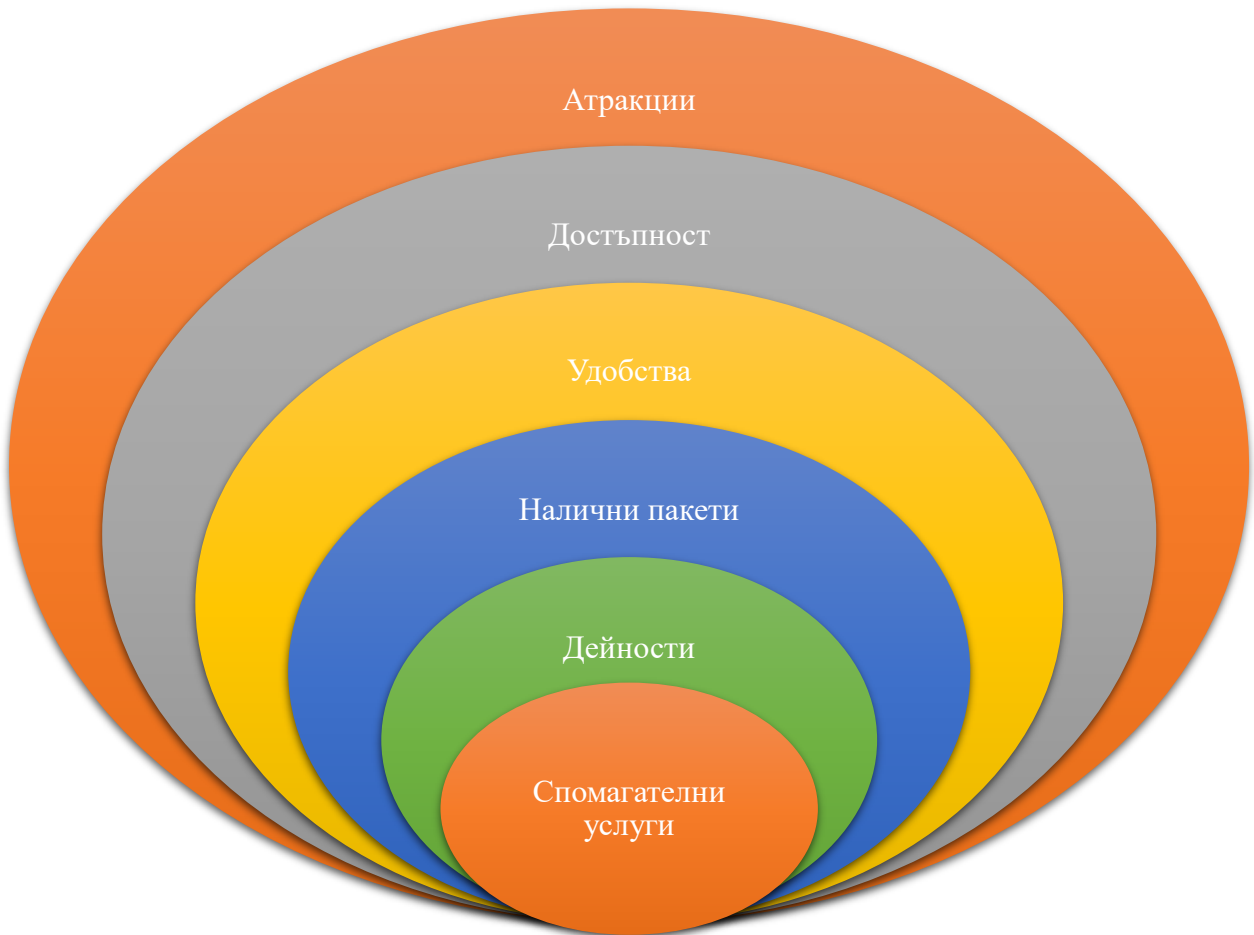 Атракции
Достъпност
Удобства
Налични пакети
Дейности
Спомагателни
услуги